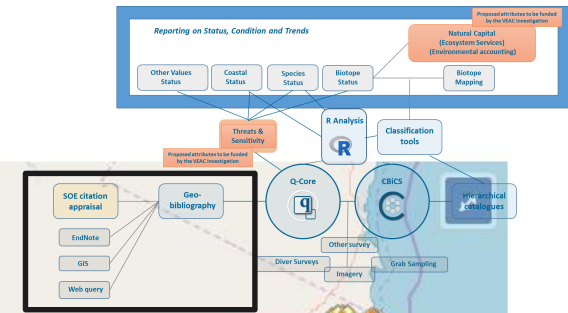 Proposed attributes to be funded
by the VEAC Investigation
Reporting on Status, Condition and Trends
Natural Capital
(Ecosystem Services)
(Environmental accounting)
Other Values
Status
Coastal
Status
Species
Status
Biotope
Status
Biotope
Mapping
Threats &
Sensitivity
R Analysis
R
Classification
tools
Proposed attributes to be funded
by the VEAC Investigation
SOE citation
appraisal
Geo-
bibliography
Q-Core
q
CBiCS
C
Hierarchical
catalogues
EndNote
GIS
Web query
Other survey
Diver Surveys
Imagery
Grab Sampling